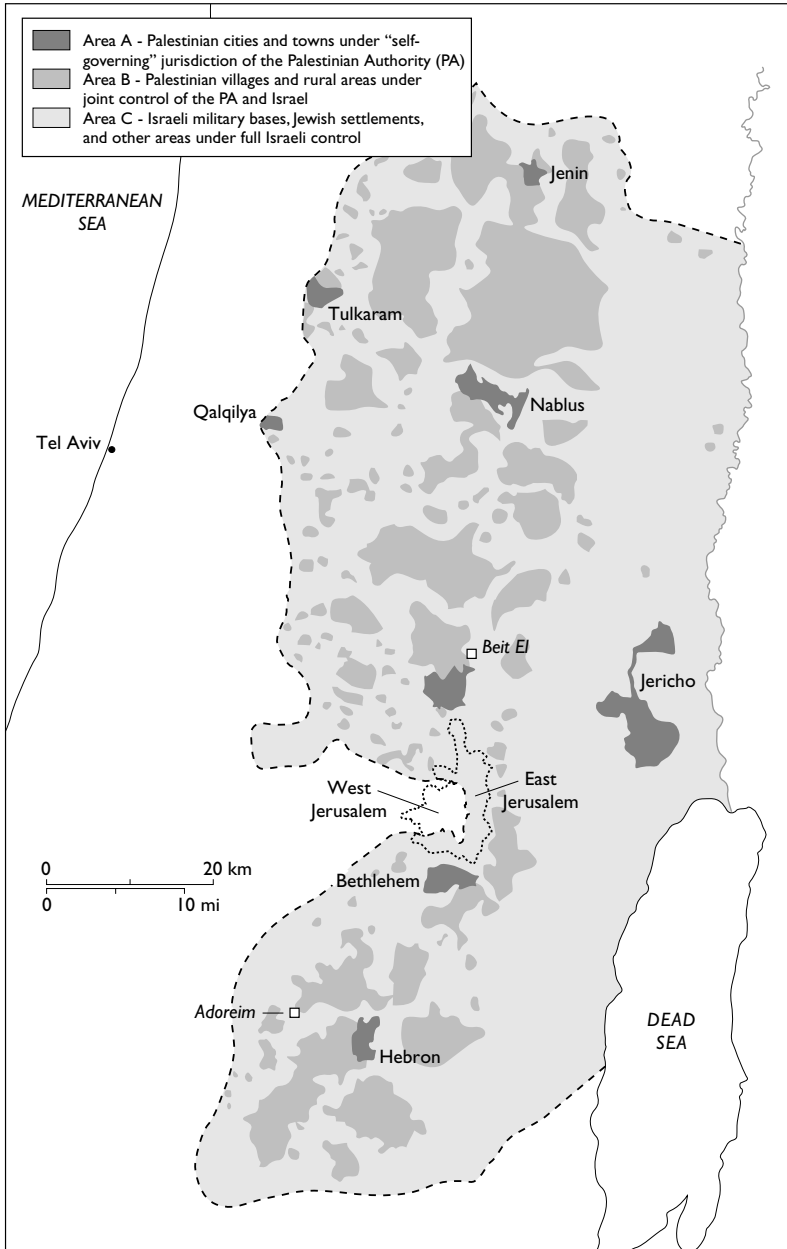 Area A - Palestinian cities and towns under “self-
governing” jurisdiction of the Palestinian Authority (PA)
Area B - Palestinian villages and rural areas under
joint control of the PA and Israel
Area C - Israeli military bases, Jewish settlements,
and other areas under full Israeli control
MEDITERRANEAN
SEA
Jenin
Tulkaram
Nablus
Qalqilya
Tel Aviv
Beit El
Jericho
West
Jerusalem
East
Jerusalem
0 20 km
0 10 mi
Bethlehem
Adoreim
Hebron
DEAD
SEA